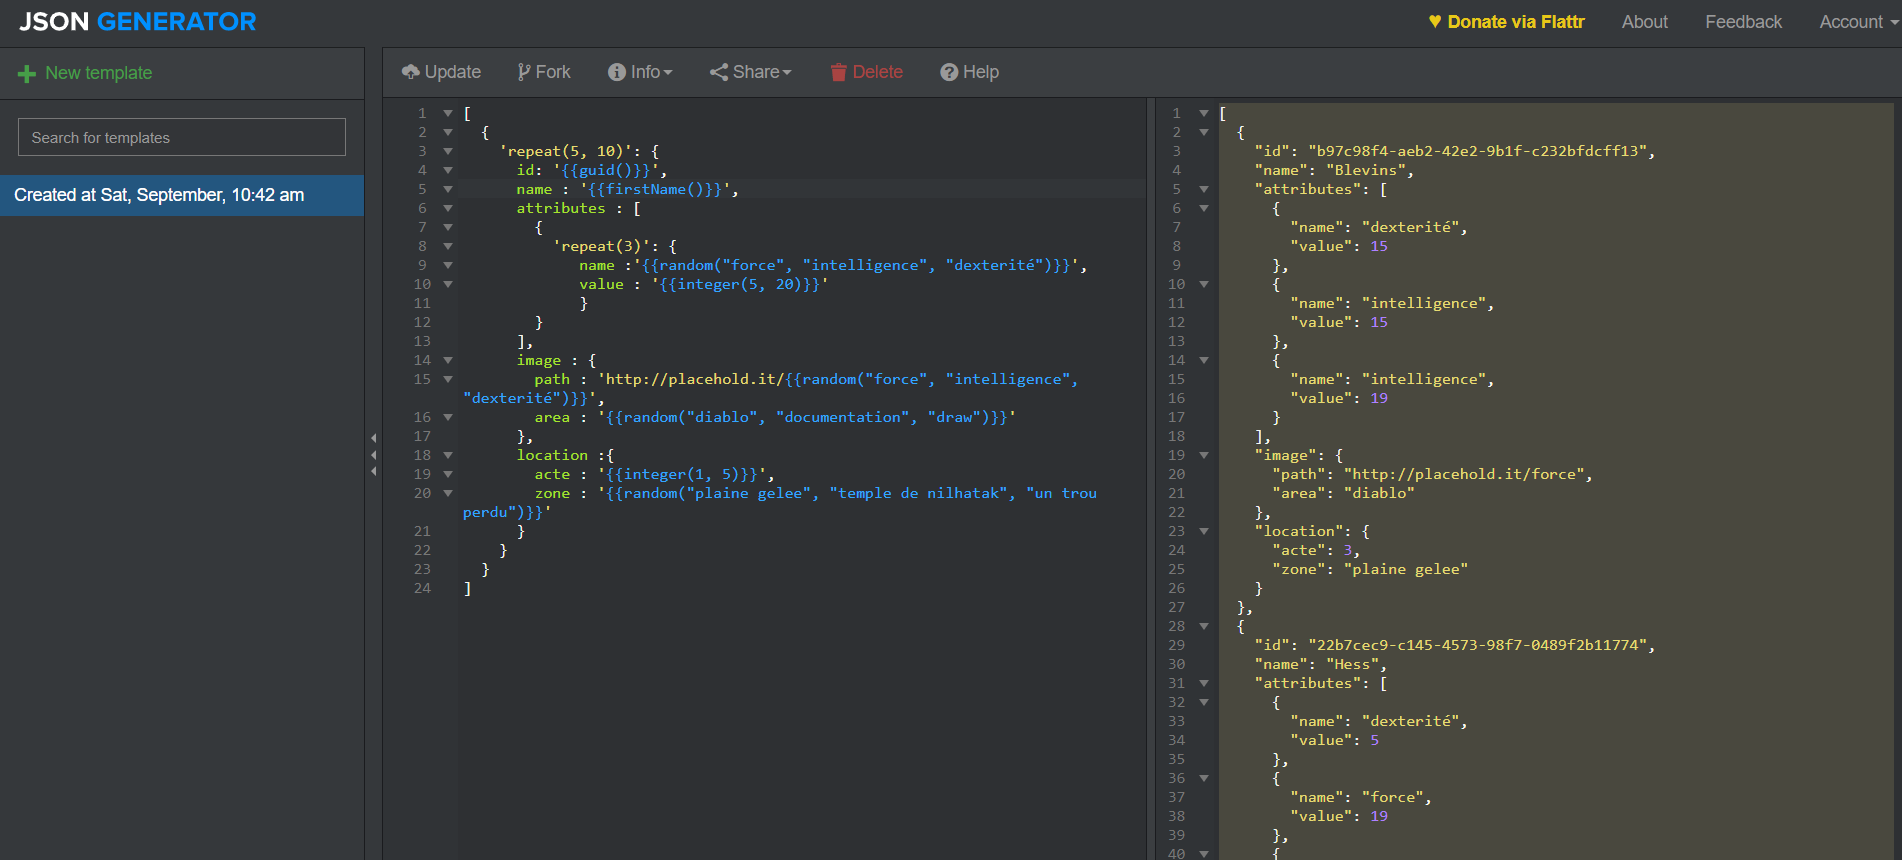 JSON GENERATOR
Donate via Flattr
About
Feedback
Account
New template
Search for templates
Created at Sat, September, 10:42 am
Update
Fork
Info
Share
Delete
Help
1 [
2 {
3 'repeat(5, 10)': {
4 id: '{{guid()}}',
5 name : '{{firstName()}}',
6 attributes : [
7 {
8 'repeat(3)': {
9 name :'{{random("force", "intelligence", "dexterité")}}',
10 value : '{{integer(5, 20)}}'
11 }
12 }
13 ],
14 image : {
15 path : 'http://placehold.it/{{random("force", "intelligence",
"dexterité")}}',
16 area : '{{random("diablo", "documentation", "draw")}}'
17 },
18 location :{
19 acte : '{{integer(1, 5)}}',
20 zone : '{{random("plaine gelee", "temple de nilhatak", "un trou
perdu")}}'
21 }
22 }
23 }
24 ]
1 [
2 {
3 "id": "b97c98f4-aeb2-42e2-9b1f-c232bfdcff13",
4 "name": "Blevins",
5 "attributes": [
6 {
7 "name": "dexterité",
8 "value": 15
9 },
10 {
11 "name": "intelligence",
12 "value": 15
13 },
14 {
15 "name": "intelligence",
16 "value": 19
17 }
18 ],
19 "image": {
20 "path": "http://placehold.it/force",
21 "area": "diablo"
22 },
23 "location": {
24 "acte": 3,
25 "zone": "plaine gelee"
26 }
27 },
28 {
29 "id": "22b7cec9-c145-4573-98f7-0489f2b11774",
30 "name": "Hess",
31 "attributes": [
32 {
33 "name": "dexterité",
34 "value": 5
35 },
36 {
37 "name": "force",
38 "value": 19
39 },
40 {